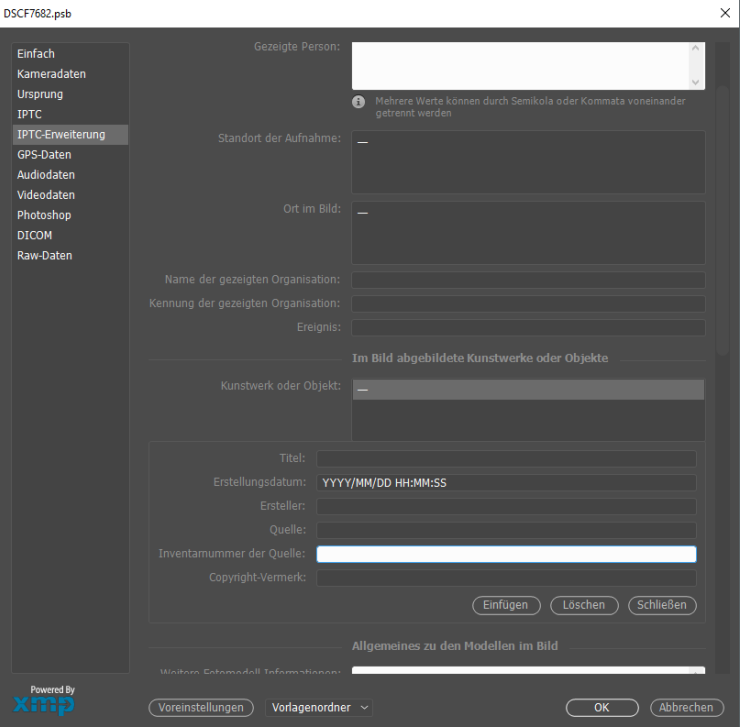 DSCF7682.psb
Einfach
Kameradaten
Ursprung
IPTC
IPTC-Erweiterung
GPS-Daten
Audiodaten
Videodaten
Photoshop
DICOM
Raw-Daten
Gezeigte Person:
Mehrere Werte können durch Semikola oder Kommata voneinander
getrennt werden
Standort der Aufnahme:
—
Ort im Bild:
—
Name der gezeigten Organisation:
Kennung der gezeigten Organisation:
Ereignis:
Im Bild abgebildete Kunstwerke oder Objekte
Kunstwerk oder Objekt:
—
Titel:
Erstellungsdatum: YYYY/MM/DD HH:MM:SS
Ersteller:
Quelle:
Inventarnummer der Quelle:
Copyright-Vermerk:
Einfügen Löschen Schließen
Allgemeines zu den Modellen im Bild
Weitere Fotomodell Informationen:
Powered By
xmp
Voreinstellungen Vorlagenordner OK Abbrechen